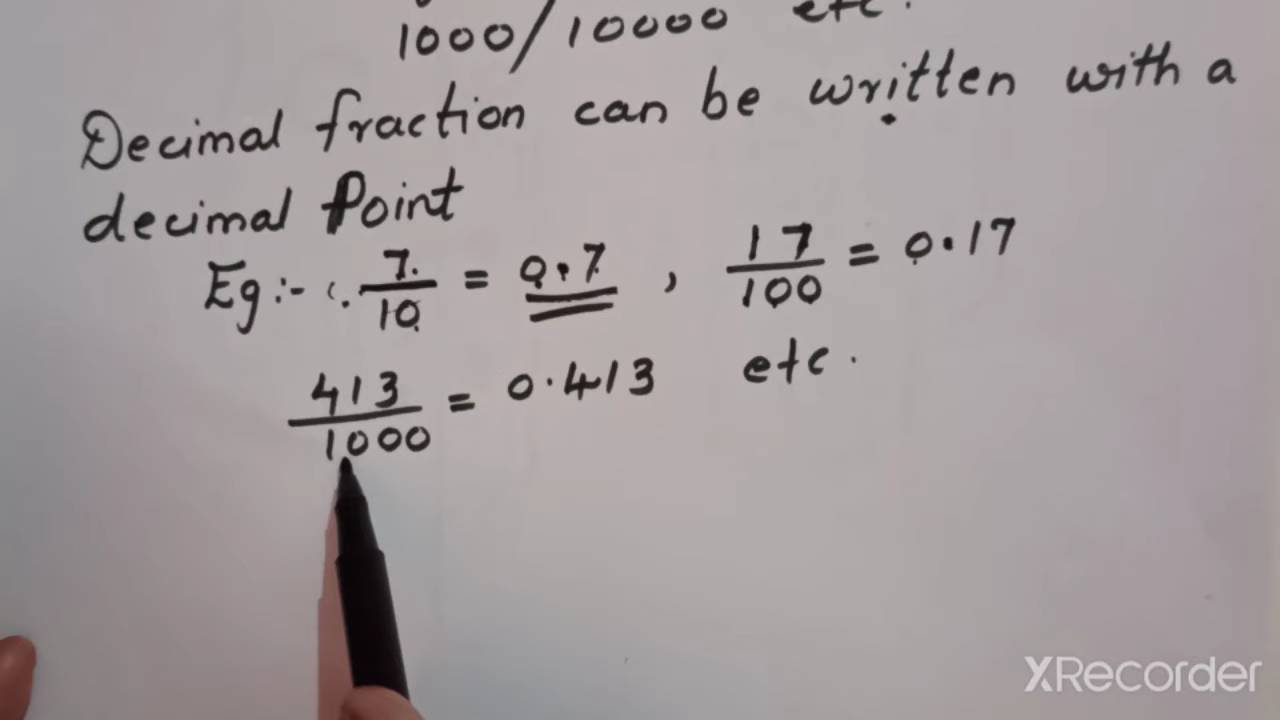 1000/10000 etc.
Decimal fraction can be written with a
decimal Point
Eg:- 7/10 = 0.7 , 17/100 = 0.17
413/1000 = 0.413 etc.
XRecorder